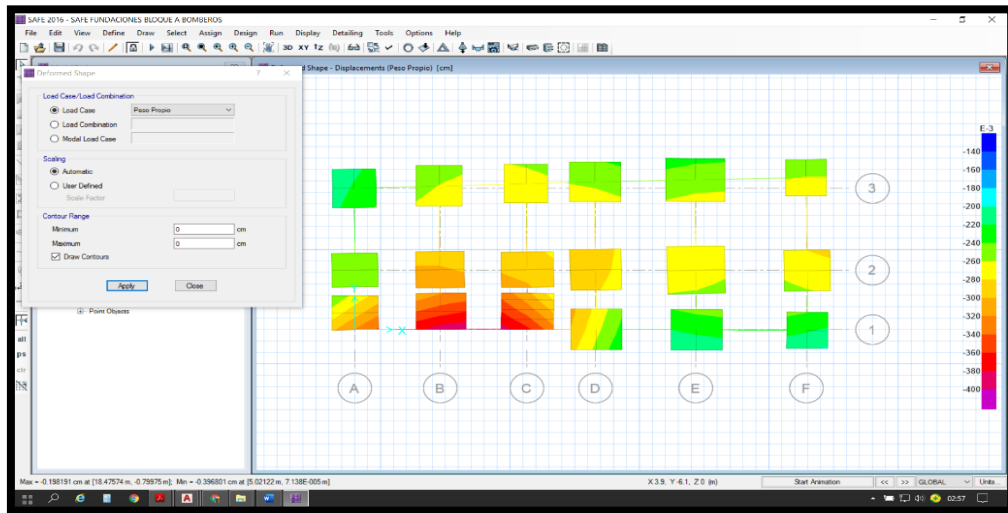 SAFE 2016 - SAFE FUNDACIONES BLOQUE A BOMBEROS
File Edit View Define Draw Select Assign Design Run Display Detailing Tools Options Help
3D XY
Deformed Shape ? ×
Shape - Displacements (Peso Propio) [cm]
Load Case/Load Combination
Load Case Peso Propio
Load Combination
Modal Load Case
Scaling
Automatic
User Defined
Scale Factor
Contour Range
Minimum 0 cm
Maximum 0 cm
Draw Contours
Apply Close
Point Objects
all
ps
clr
E-3
-140
-160
-180
-200
-220
-240
-260
-280
-300
-320
-340
-360
-380
-400
3
2
1
X
A B C D E F
Max = -0.198191 cm at [18.47574 m, -0.79975 m]; Min = -0.396801 cm at [5.02122 m, 7.138E-005 m]
X 3.9, Y -6.1, Z 0 (m)
Start Animation << >> GLOBAL Units...
02:57